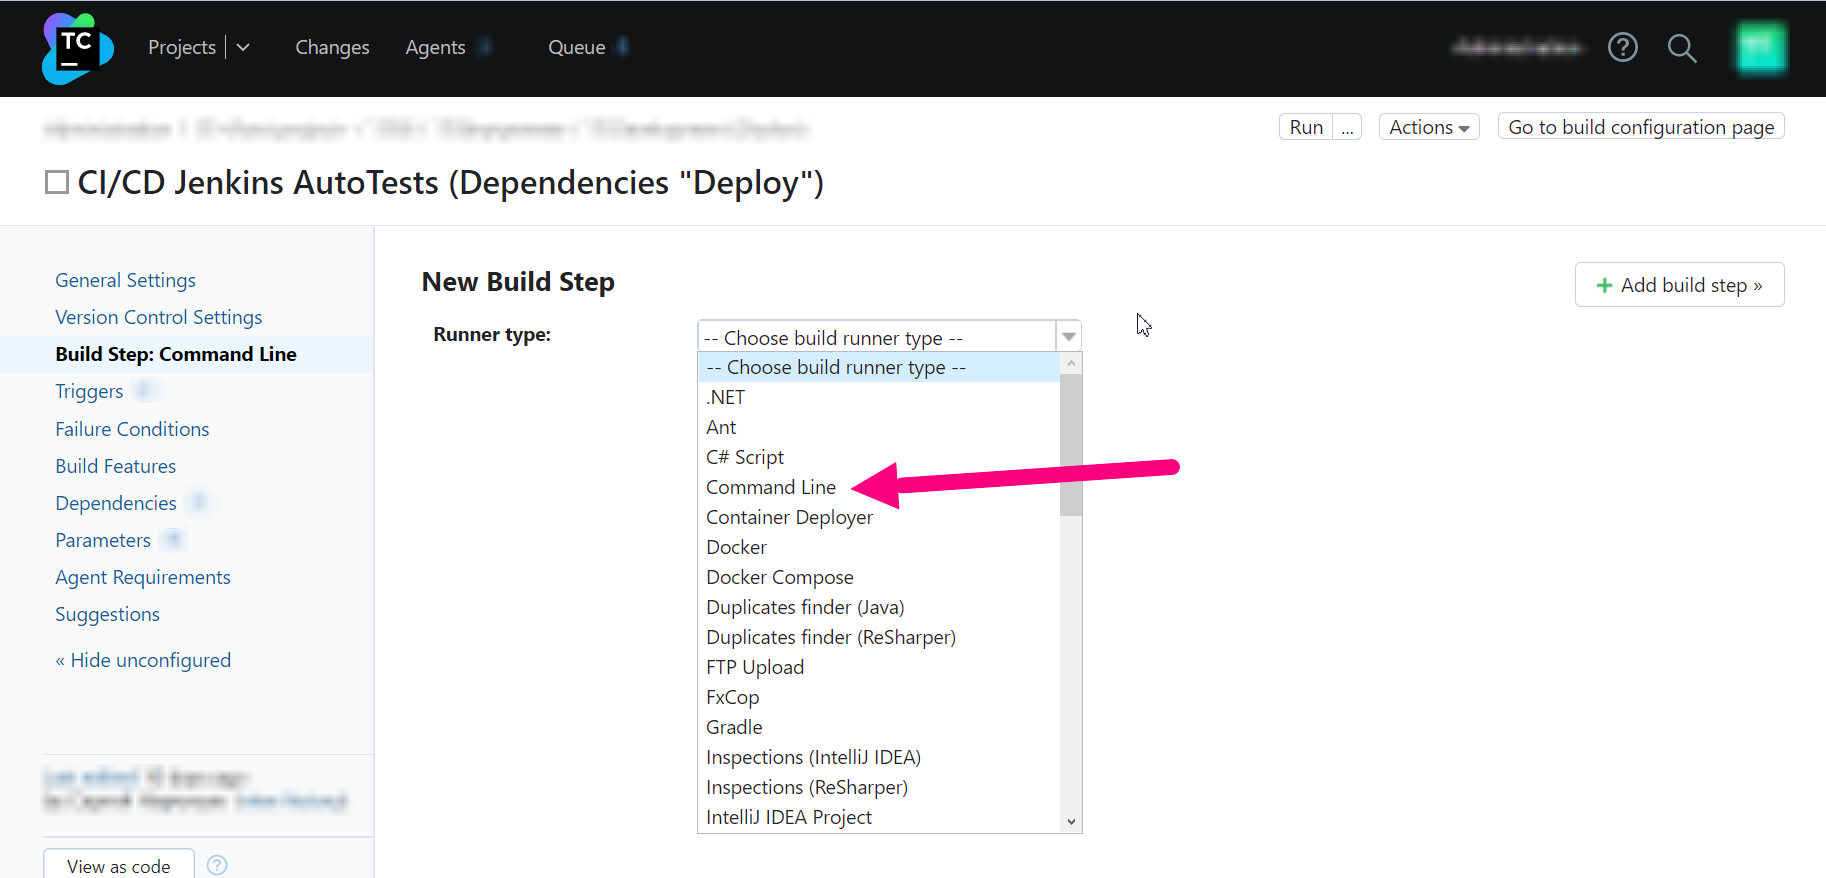 TC
Projects
Changes
Agents
Queue
Run ...
Actions
Go to build configuration page
CI/CD Jenkins AutoTests (Dependencies "Deploy")
General Settings
Version Control Settings
Build Step: Command Line
Triggers
Failure Conditions
Build Features
Dependencies
Parameters
Agent Requirements
Suggestions
« Hide unconfigured
View as code
New Build Step
+ Add build step »
Runner type:
-- Choose build runner type --
-- Choose build runner type --
.NET
Ant
C# Script
Command Line
Container Deployer
Docker
Docker Compose
Duplicates finder (Java)
Duplicates finder (ReSharper)
FTP Upload
FxCop
Gradle
Inspections (IntelliJ IDEA)
Inspections (ReSharper)
IntelliJ IDEA Project